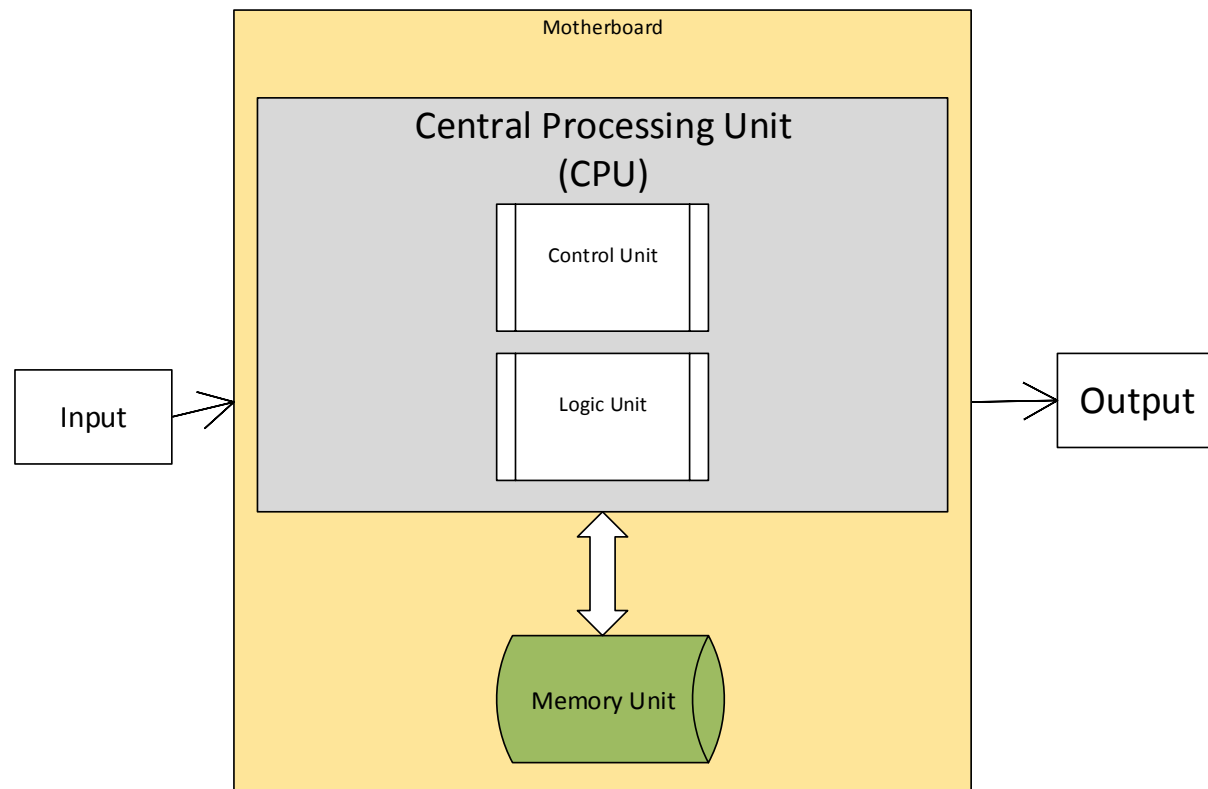 Motherboard
Central Processing Unit
(CPU)
Control Unit
Logic Unit
Input
Output
Memory Unit